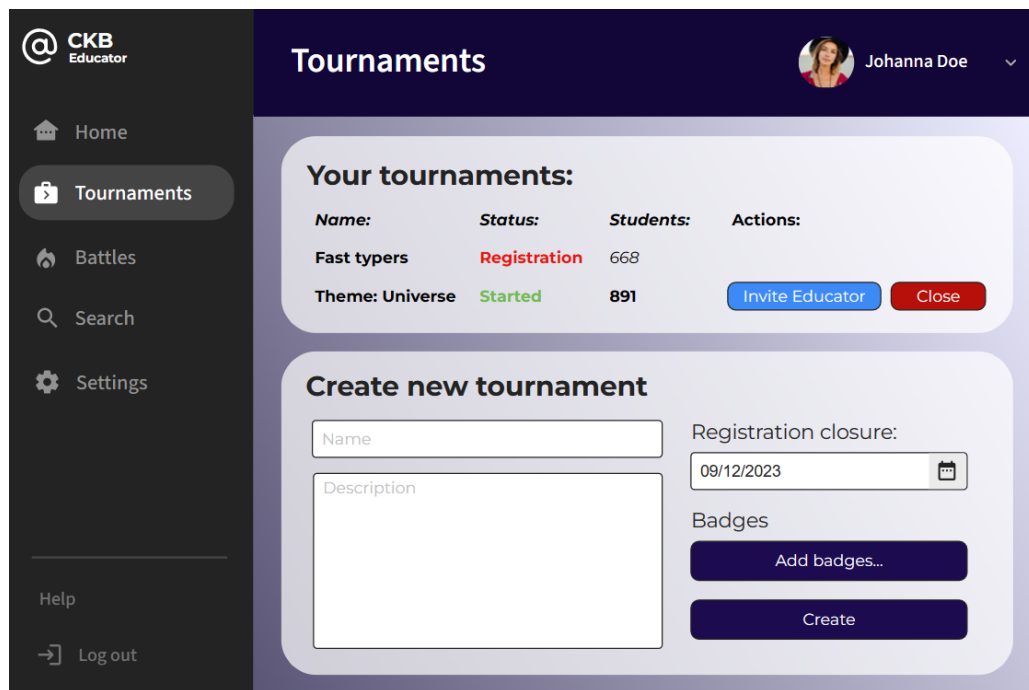 CKB
Educator
Home
Tournaments
Battles
Search
Settings
Help
Log out
Tournaments
Johanna Doe
Your tournaments:
Name: Status: Students: Actions:
Fast typers Registration 668
Theme: Universe Started 891 Invite Educator Close
Create new tournament
Name
Description
Registration closure:
09/12/2023
Badges
Add badges...
Create